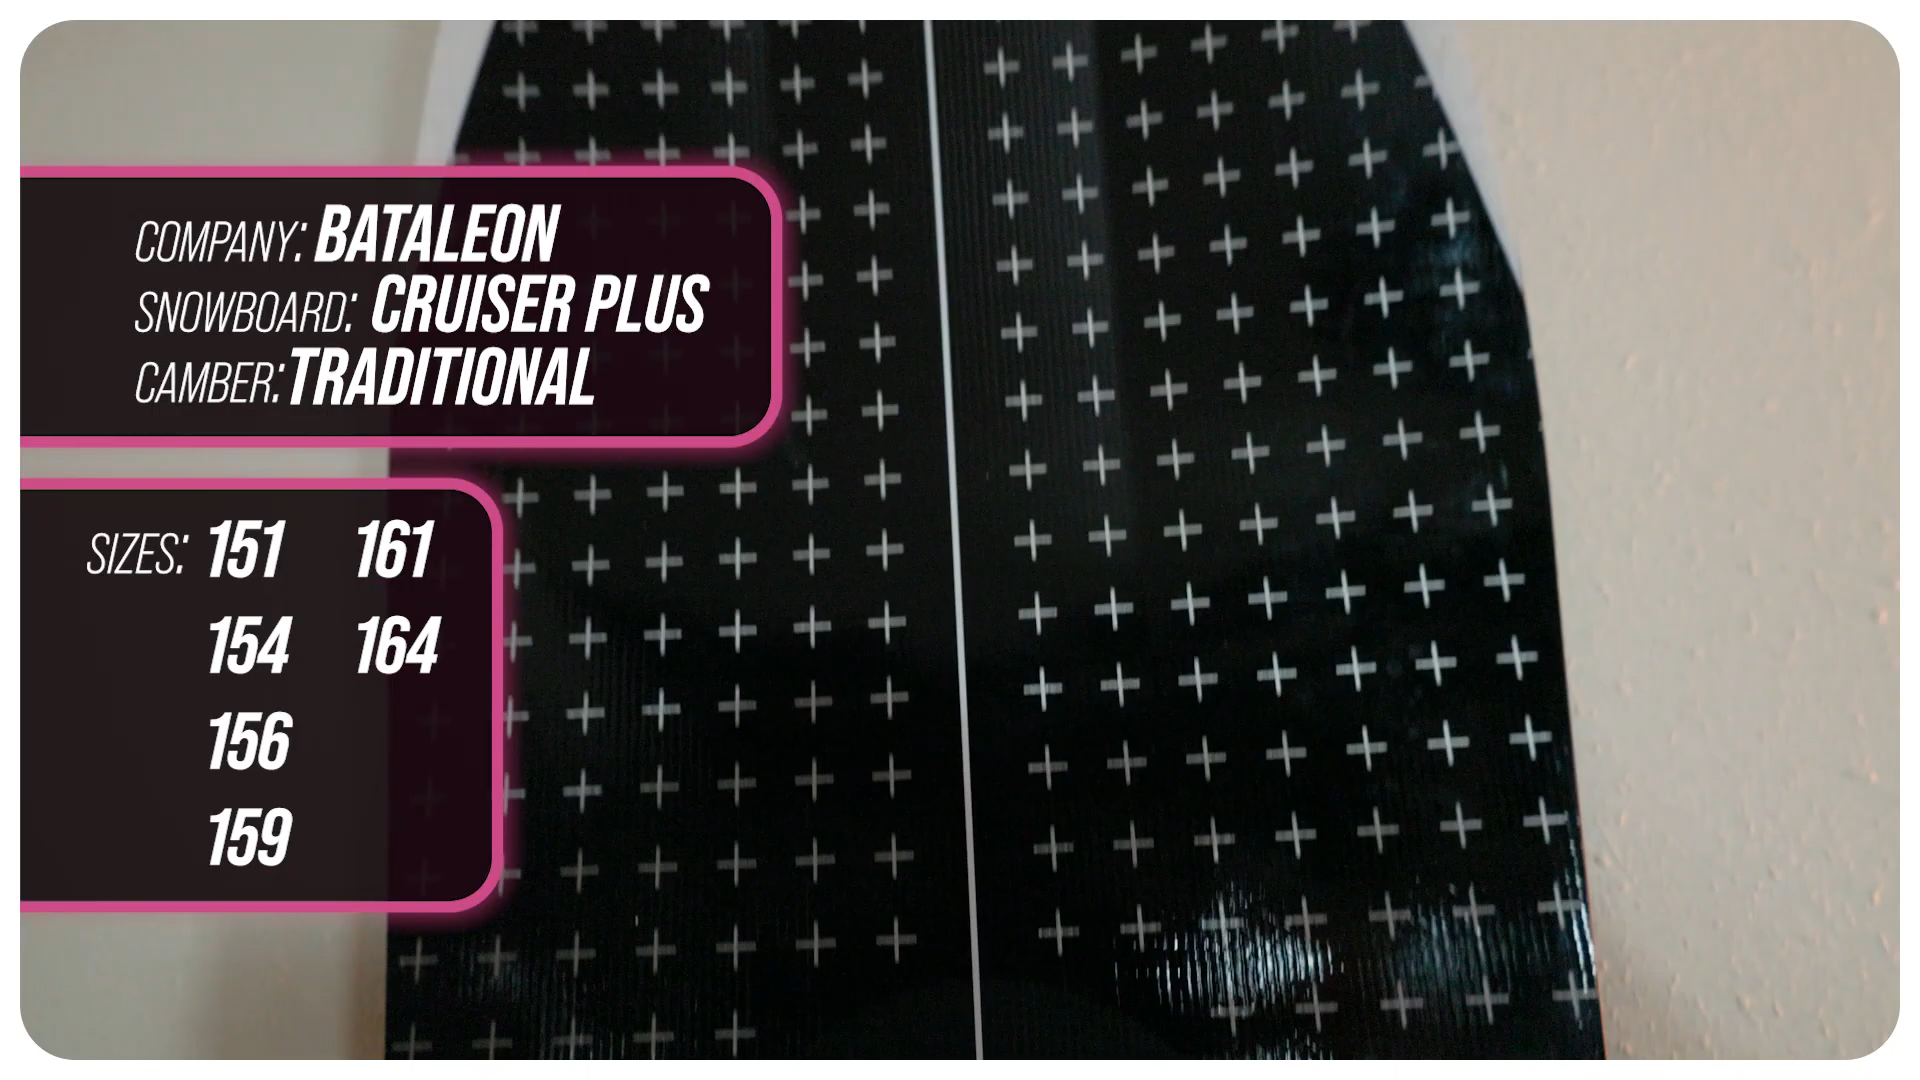 COMPANY: BATALEON
SNOWBOARD: CRUISER PLUS
CAMBER: TRADITIONAL
SIZES: 151 161
154 164
156
159